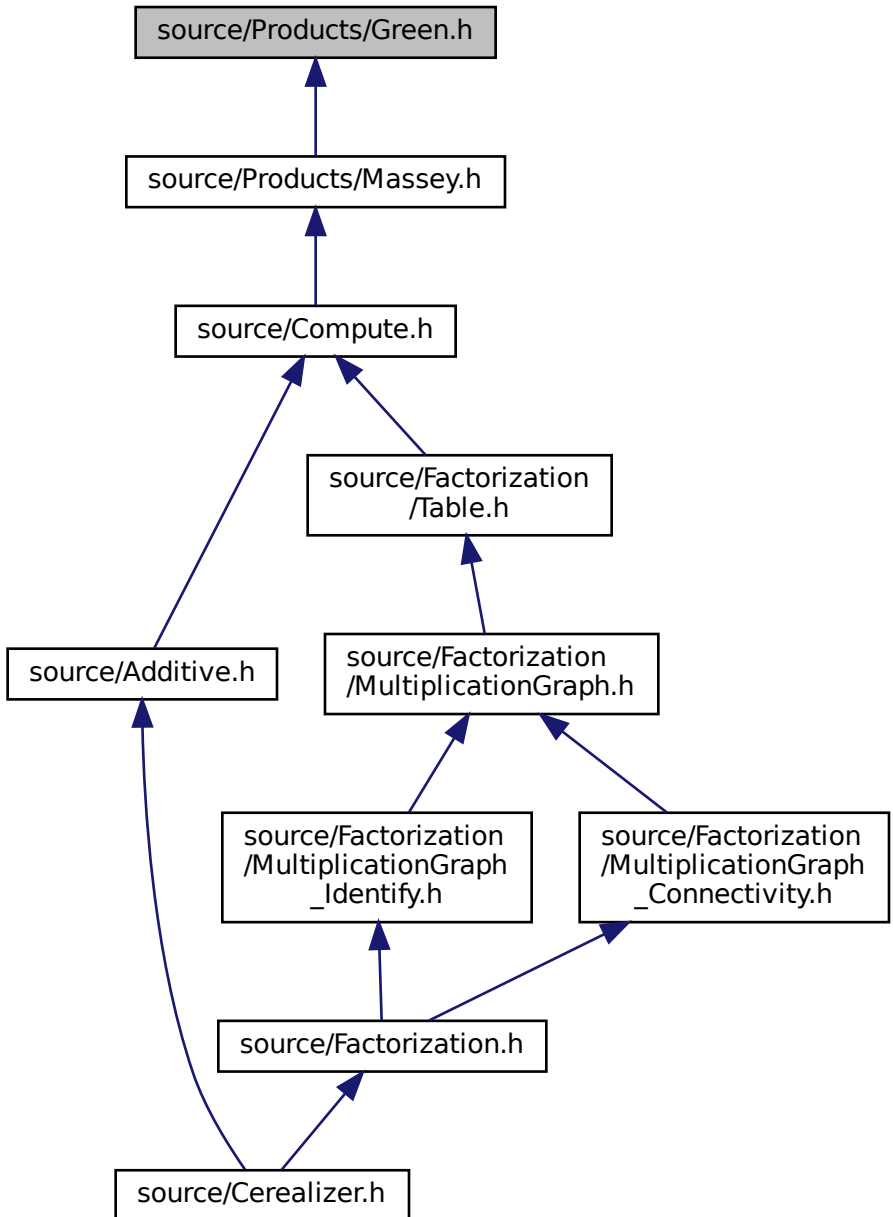 source/Products/Green.h
source/Products/Massey.h
source/Compute.h
source/Factorization
/Table.h
source/Additive.h
source/Factorization
/MultiplicationGraph.h
source/Factorization
/MultiplicationGraph
_Identify.h
source/Factorization
/MultiplicationGraph
_Connectivity.h
source/Factorization.h
source/Cerealizer.h